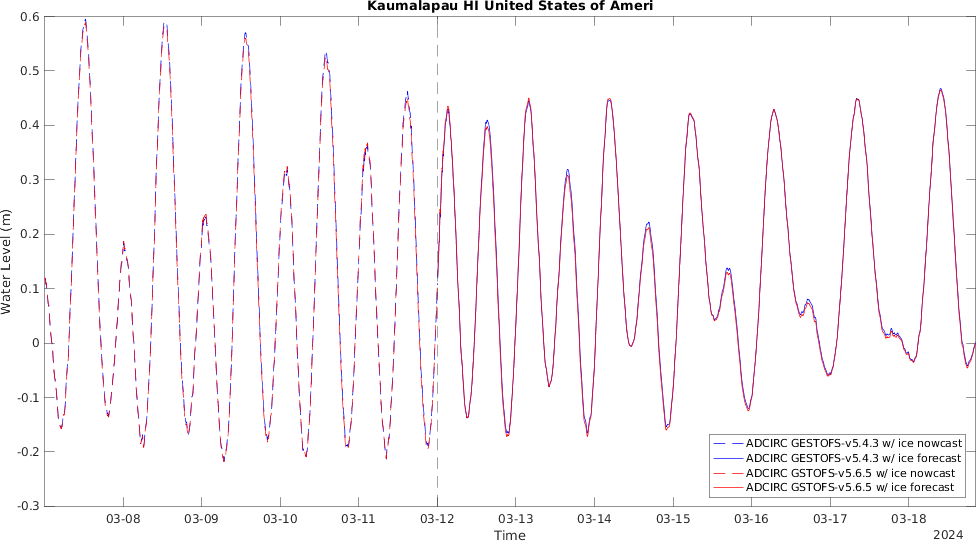 Kaumalapau HI United States of Ameri
0.6
0.5
0.4
0.3
0.2
0.1
0
-0.1
-0.2
-0.3
Water Level (m)
03-08 03-09 03-10 03-11 03-12 03-13 03-14 03-15 03-16 03-17 03-18
Time
2024
ADCIRC GESTOFS-v5.4.3 w/ ice nowcast
ADCIRC GESTOFS-v5.4.3 w/ ice forecast
ADCIRC GSTOFS-v5.6.5 w/ ice nowcast
ADCIRC GSTOFS-v5.6.5 w/ ice forecast